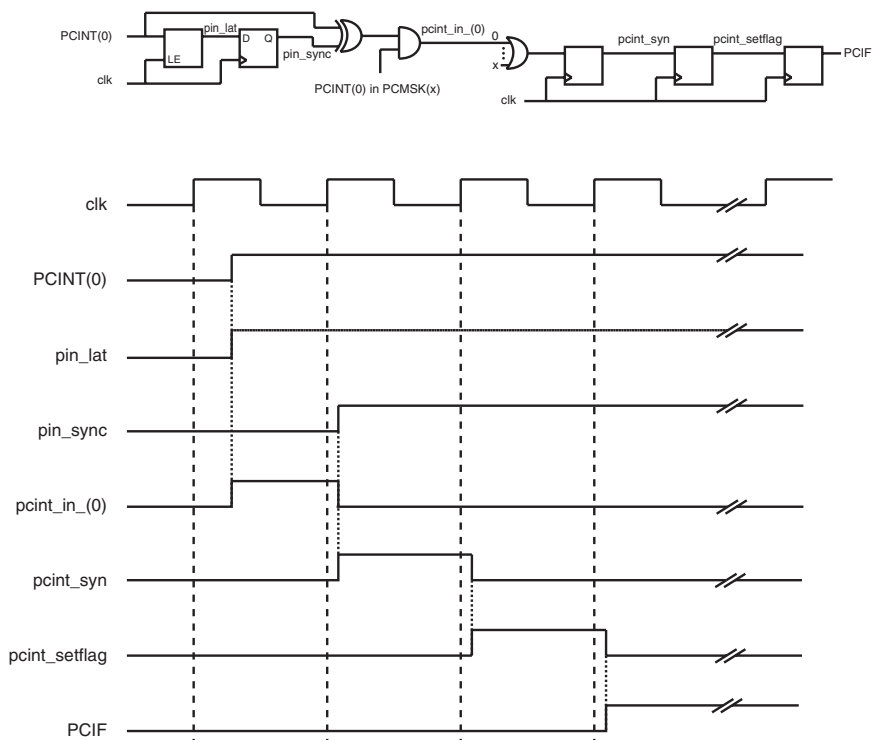 PCINT(0)
pin_lat
D Q
LE
pin_sync
clk
pcint_in_(0)
PCINT(0) in PCMSK(x)
0
x
clk
pcint_syn
pcint_setflag
PCIF
clk
PCINT(0)
pin_lat
pin_sync
pcint_in_(0)
pcint_syn
pcint_setflag
PCIF